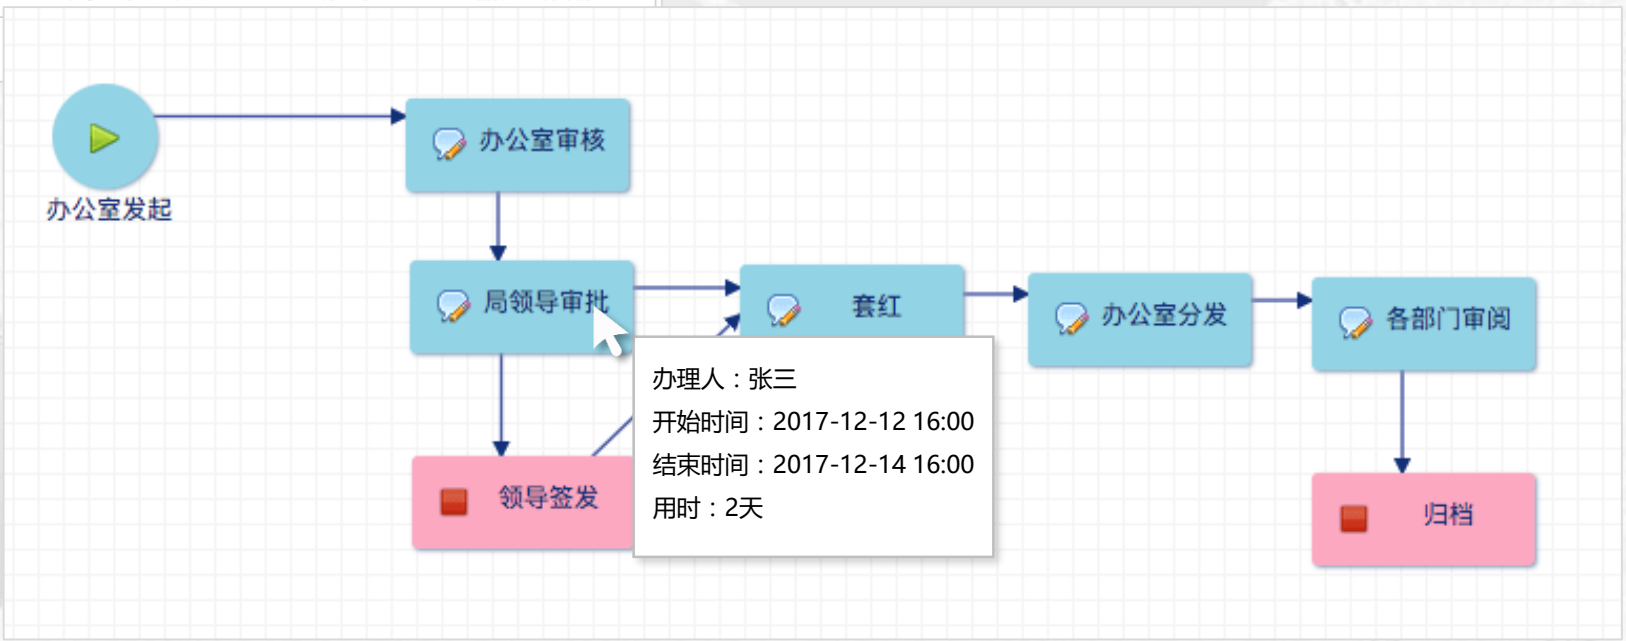 办公室发起
办公室审核
局领导审批
套红
办公室分发
各部门审阅
办理人：张三
开始时间：2017-12-12 16:00
结束时间：2017-12-14 16:00
用时：2天
领导签发
归档